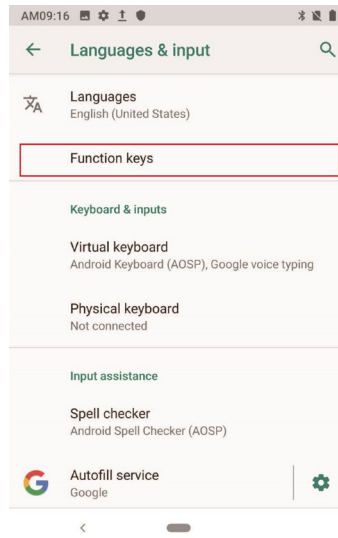 AM09:16
Languages & input
Languages
English (United States)
Function keys
Keyboard & inputs
Virtual keyboard
Android Keyboard (AOSP), Google voice typing
Physical keyboard
Not connected
Input assistance
Spell checker
Android Spell Checker (AOSP)
Autofill service
Google